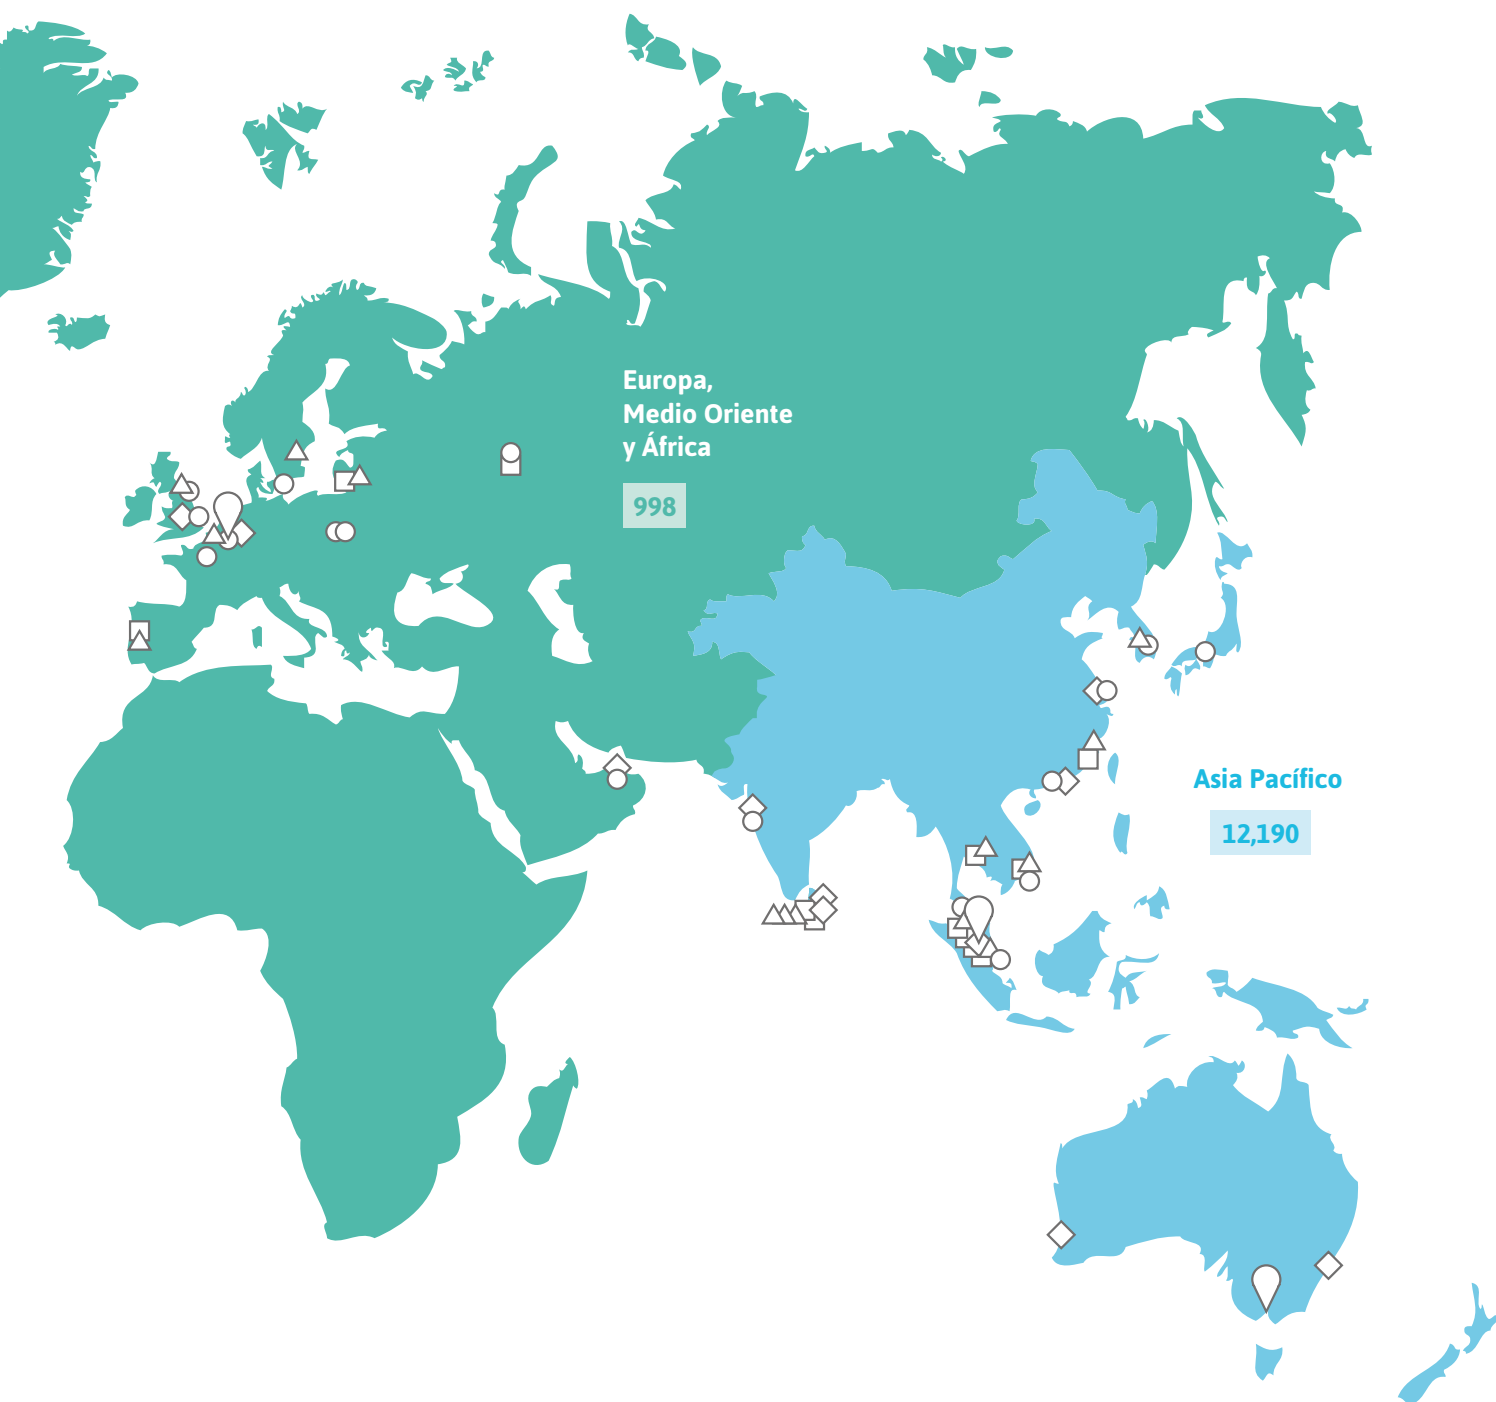 Europa,
Medio Oriente
y África
998
Asia Pacífico
12,190